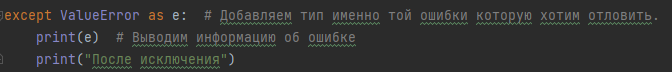 except ValueError as e:  # Добавляем тип именно той ошибки которую хотим отловить.
    print(e)  # Выводим информацию об ошибке
    print("После исключения")